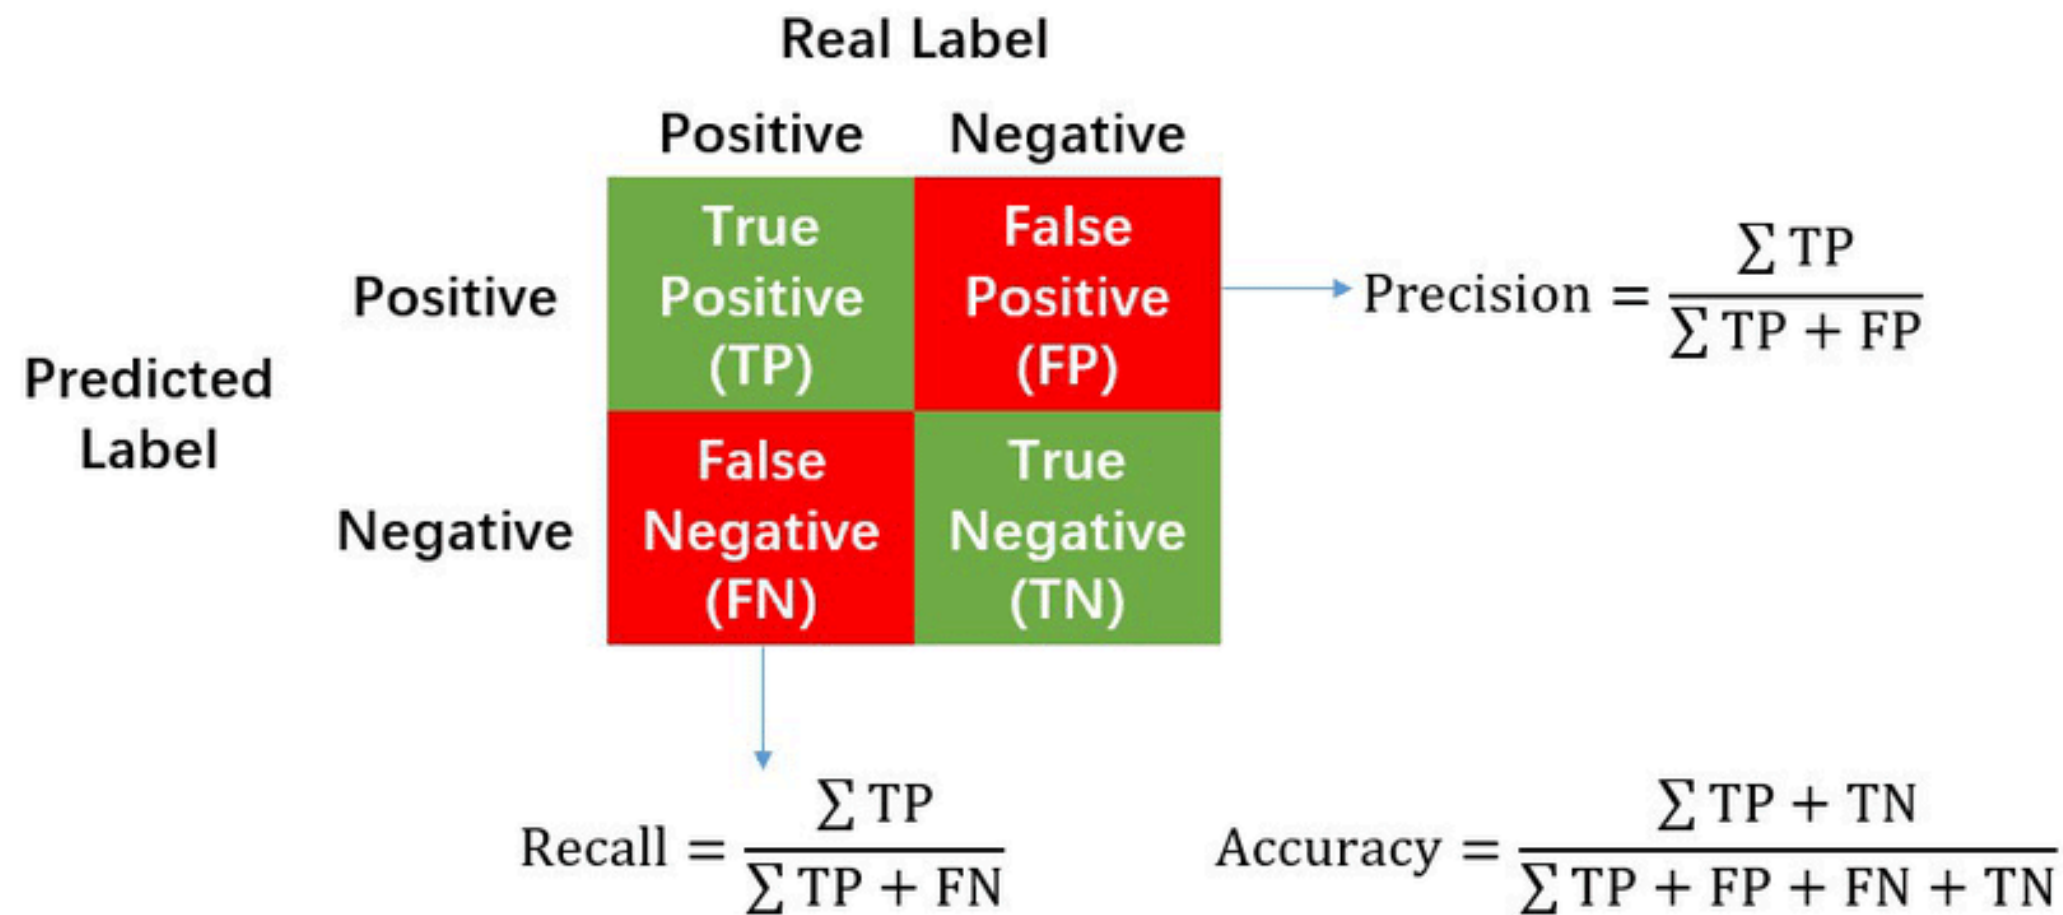 Real Label
Positive Negative
True
Positive
(TP)
False
Positive
(FP)
Positive
Precision = ∑ TP / ∑ TP + FP
Predicted
Label
False
Negative
(FN)
True
Negative
(TN)
Negative
Recall = ∑ TP / ∑ TP + FN
Accuracy = ∑ TP + TN / ∑ TP + FP + FN + TN